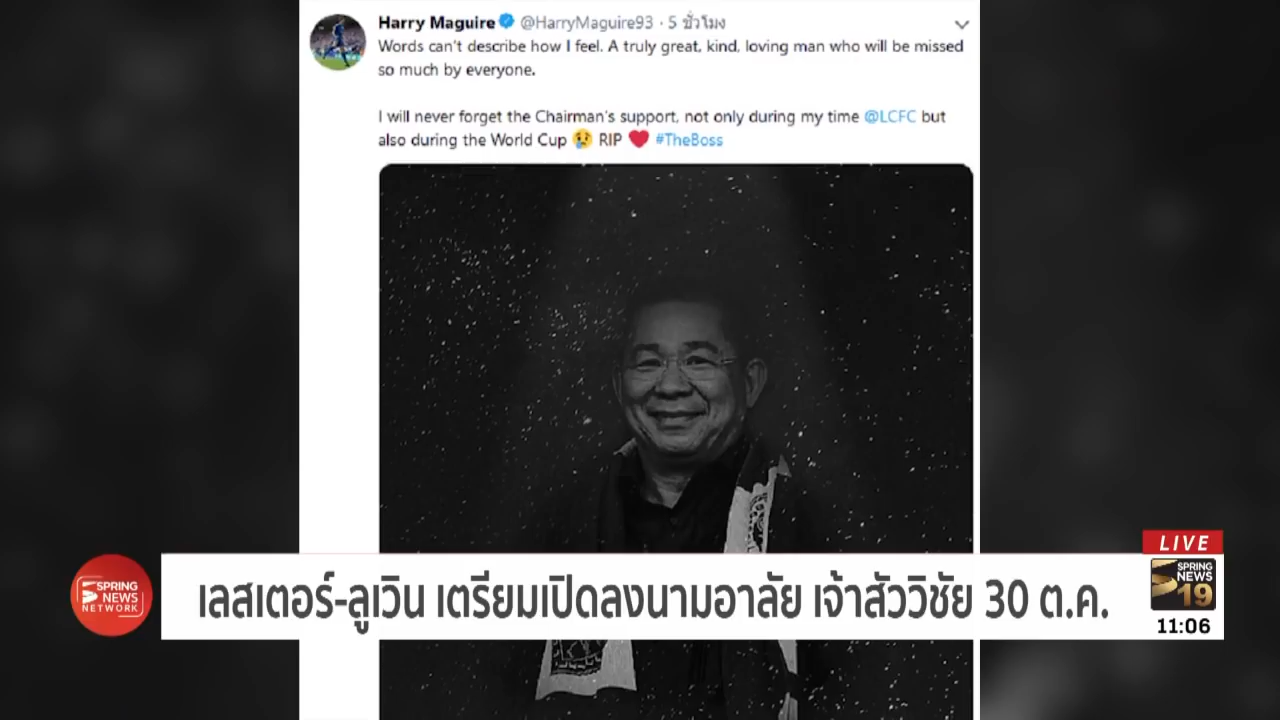 Harry Maguire @HarryMaguire93 · 5 ชั่วโมง
Words can't describe how I feel. A truly great, kind, loving man who will be missed
so much by everyone.
I will never forget the Chairman's support, not only during my time @LCFC but
also during the World Cup 😢 RIP ❤️ #TheBoss
LIVE
SPRING
NEWS
NETWORK
เลสเตอร์-ลูเวิน เตรียมเปิดลงนามอาลัย เจ้าสัววิชัย 30 ต.ค.
SPRING
NEWS
19
11:06